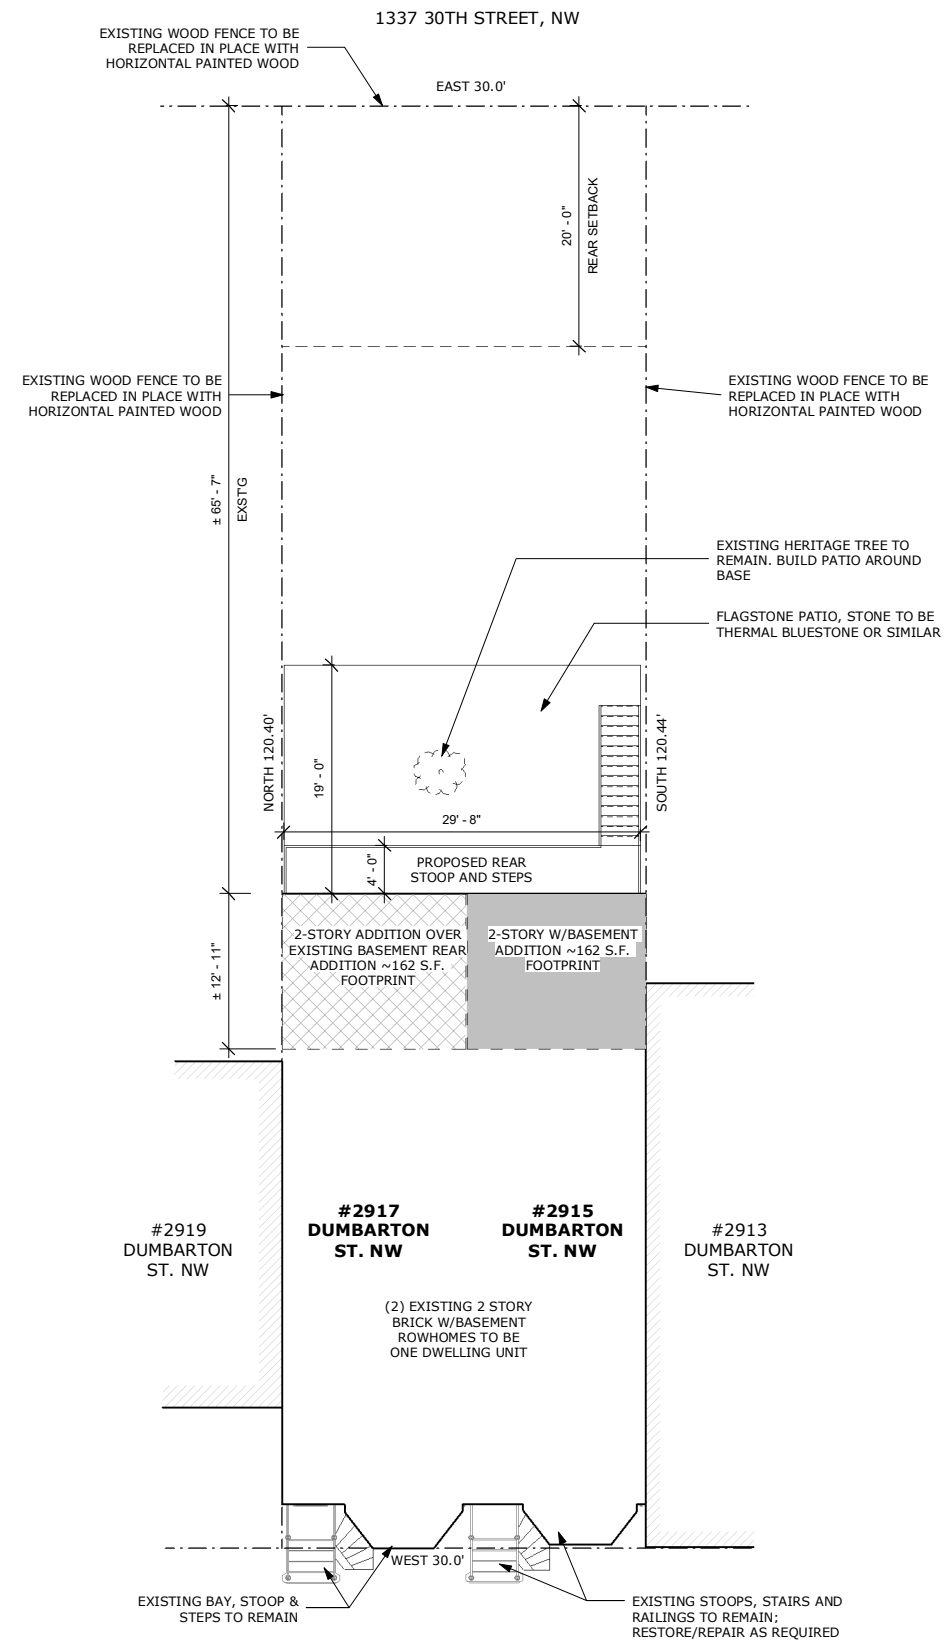 1337 30TH STREET, NW
EXISTING WOOD FENCE TO BE
REPLACED IN PLACE WITH
HORIZONTAL PAINTED WOOD
EAST 30.0'
20' - 0"
REAR SETBACK
EXISTING WOOD FENCE TO BE
REPLACED IN PLACE WITH
HORIZONTAL PAINTED WOOD
EXISTING WOOD FENCE TO BE
REPLACED IN PLACE WITH
HORIZONTAL PAINTED WOOD
± 65' - 7"
EXST'G
EXISTING HERITAGE TREE TO
REMAIN. BUILD PATIO AROUND
BASE
FLAGSTONE PATIO, STONE TO BE
THERMAL BLUESTONE OR SIMILAR
NORTH 120.40'
19' - 0"
SOUTH 120.44'
29' - 8"
4' - 0"
PROPOSED REAR
STOOP AND STEPS
± 12' - 11"
2-STORY ADDITION OVER
EXISTING BASEMENT REAR
ADDITION ~162 S.F.
FOOTPRINT
2-STORY W/BASEMENT
ADDITION ~162 S.F.
FOOTPRINT
#2919
DUMBARTON
ST. NW
#2917
DUMBARTON
ST. NW
#2915
DUMBARTON
ST. NW
#2913
DUMBARTON
ST. NW
(2) EXISTING 2 STORY
BRICK W/BASEMENT
ROWHOMES TO BE
ONE DWELLING UNIT
WEST 30.0'
EXISTING BAY, STOOP &
STEPS TO REMAIN
EXISTING STOOPS, STAIRS AND
RAILINGS TO REMAIN;
RESTORE/REPAIR AS REQUIRED